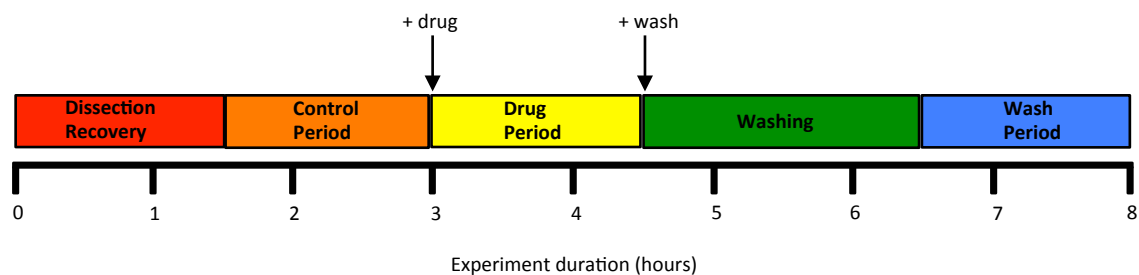 + drug + wash
Dissection Recovery
Control Period
Drug Period
Washing
Wash Period
0 1 2 3 4 5 6 7 8
Experiment duration (hours)